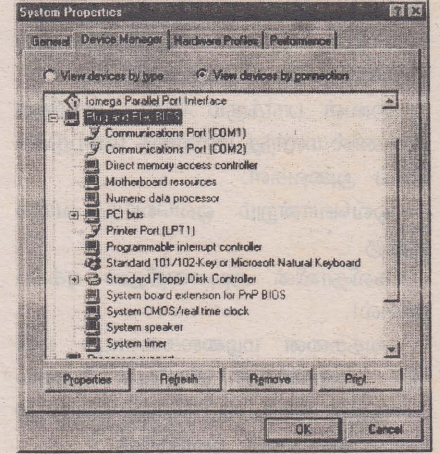 System Properties
General Device Manager Hardware Profiles Performance
View devices by type View devices by connection
Iomega Parallel Port Interface
Plug and Play BIOS
Communications Port (COM1)
Communications Port (COM2)
Direct memory access controller
Motherboard resources
Numeric data processor
PCI bus
Printer Port (LPT1)
Programmable interrupt controller
Standard 101/102-Key or Microsoft Natural Keyboard
Standard Floppy Disk Controller
System board extension for PnP BIOS
System CMOS/real time clock
System speaker
System timer
Properties Refresh Remove Print...
OK Cancel